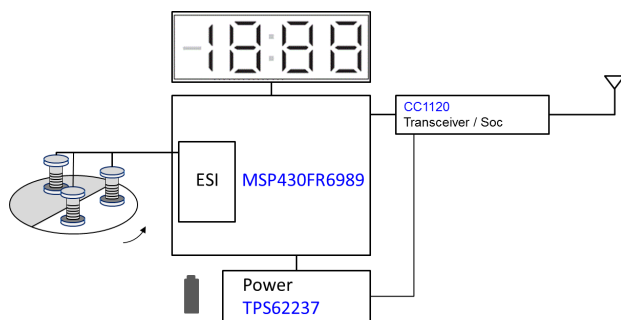 -18:88
CC1120
Transceiver / Soc
ESI
MSP430FR6989
Power
TPS62237